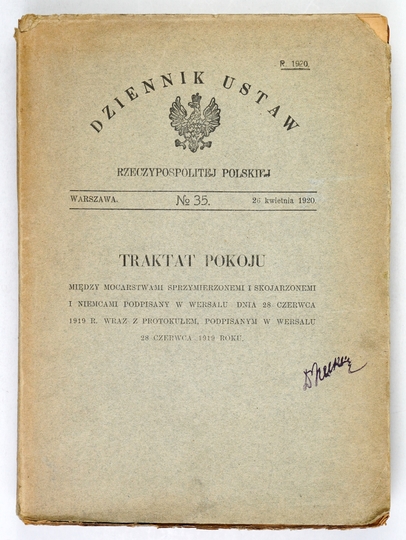 R. 1920.
DZIENNIK USTAW
RZECZYPOSPOLITEJ POLSKIEJ
WARSZAWA. № 35. 26 kwietnia 1920.
TRAKTAT POKOJU
MIĘDZY MOCARSTWAMI SPRZYMIERZONEMI I SKOJARZONEMI
I NIEMCAMI PODPISANY W WERSALU DNIA 28 CZERWCA
1919 R. WRAZ Z PROTOKUŁEM, PODPISANYM W WERSALU
28 CZERWCA 1919 ROKU.